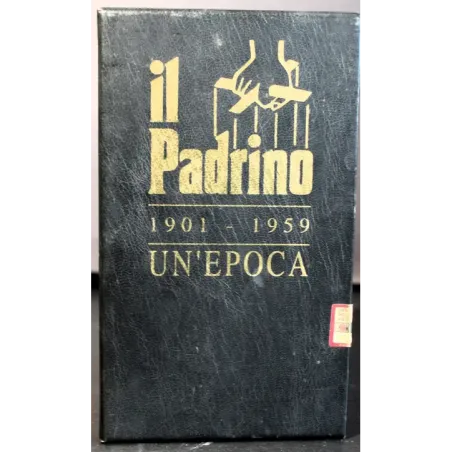 il
Padrino
1901 - 1959
UN'EPOCA